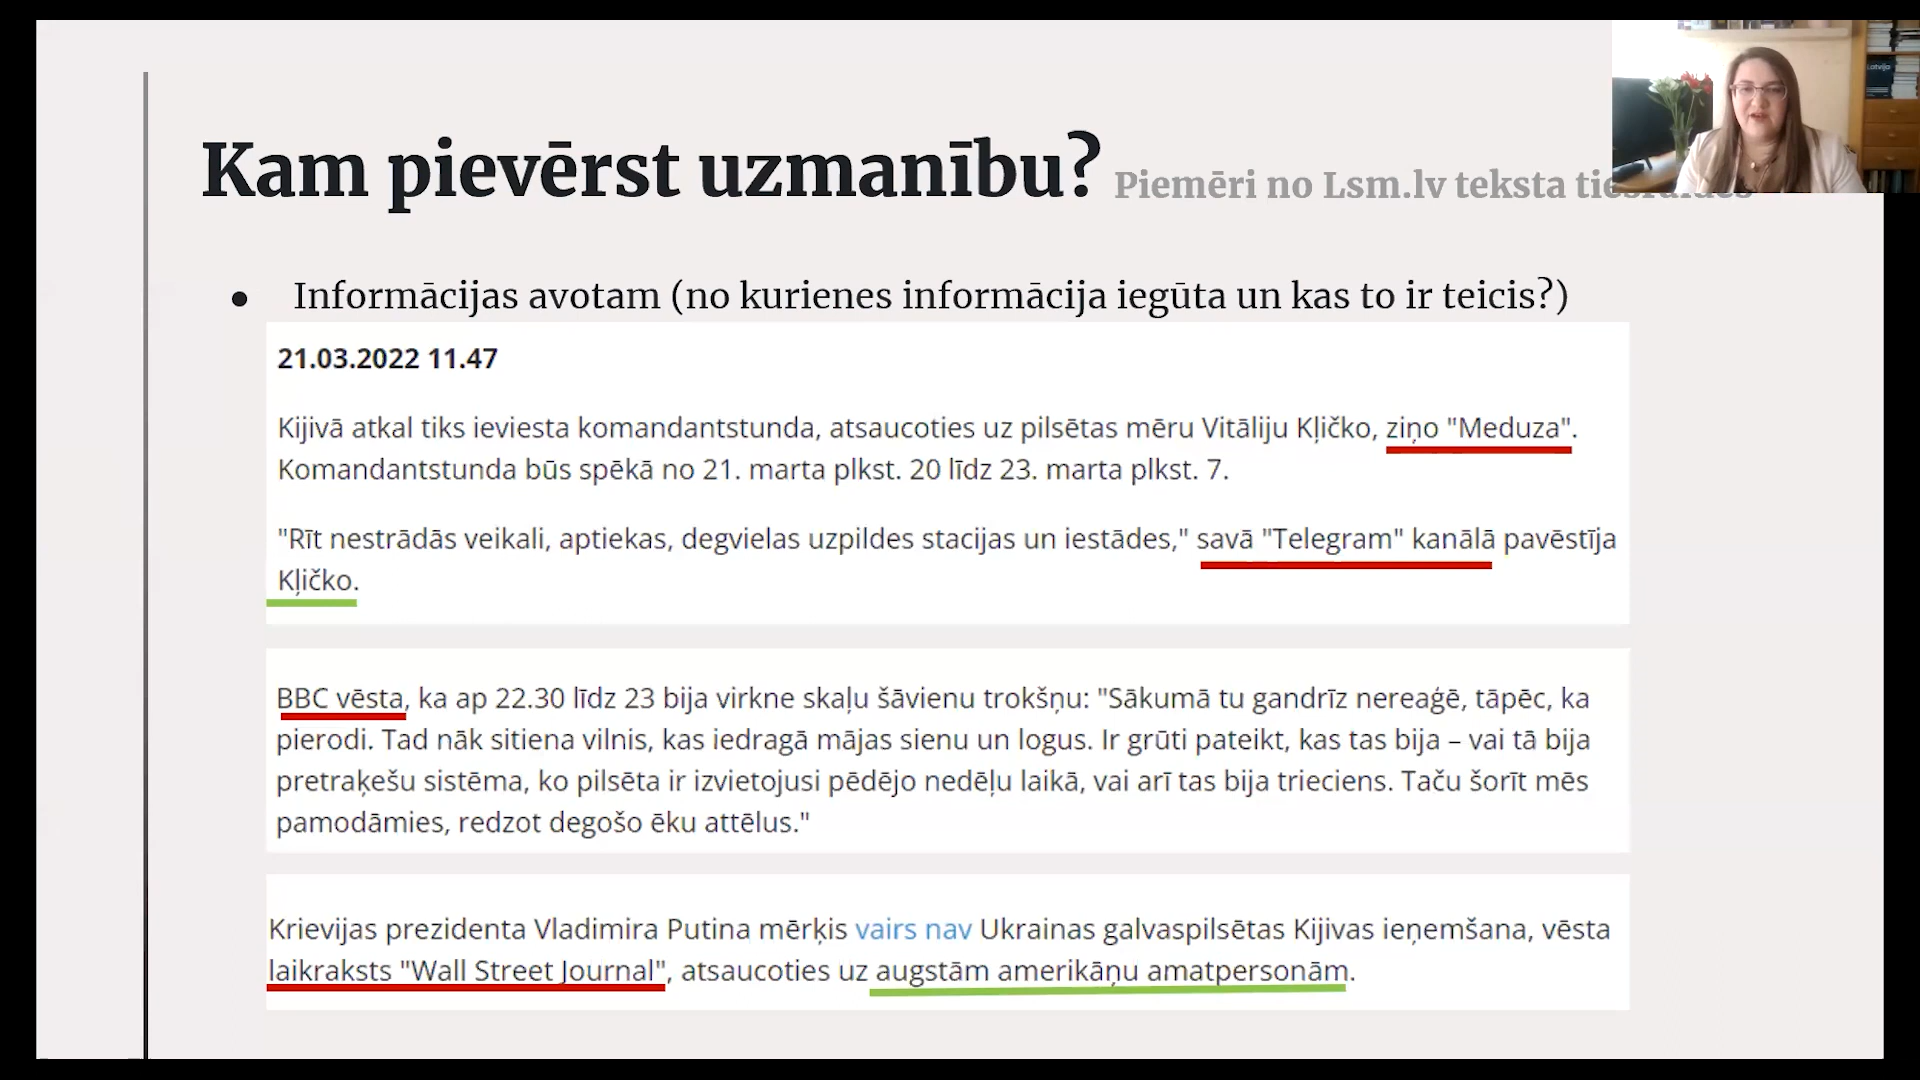 Kam pievērst uzmanību? Piemēri no Lsm.lv teksta
● Informācijas avotam (no kurienes informācija iegūta un kas to ir teicis?)
21.03.2022 11.47
Kijivā atkal tiks ieviesta komandantstunda, atsaucoties uz pilsētas mēru Vitāliju Kļičko, ziņo "Meduza".
Komandantstunda būs spēkā no 21. marta plkst. 20 līdz 23. marta plkst. 7.
"Rīt nestrādās veikali, aptiekas, degvielas uzpildes stacijas un iestādes," savā "Telegram" kanālā pavēstīja
Kļičko.
BBC vēsta, ka ap 22.30 līdz 23 bija virkne skaļu šāvienu trokšņu: "Sākumā tu gandrīz nereaģē, tāpēc, ka
pierodi. Tad nāk sitiena vilnis, kas iedragā mājas sienu un logus. Ir grūti pateikt, kas tas bija – vai tā bija
pretraķešu sistēma, ko pilsēta ir izvietojusi pēdējo nedēļu laikā, vai arī tas bija trieciens. Taču šorīt mēs
pamodāmies, redzot degošo ēku attēlus."
Krievijas prezidenta Vladimira Putina mērķis vairs nav Ukrainas galvaspilsētas Kijivas ieņemšana, vēsta
laikraksts "Wall Street Journal", atsaucoties uz augstām amerikāņu amatpersonām.
Latvija